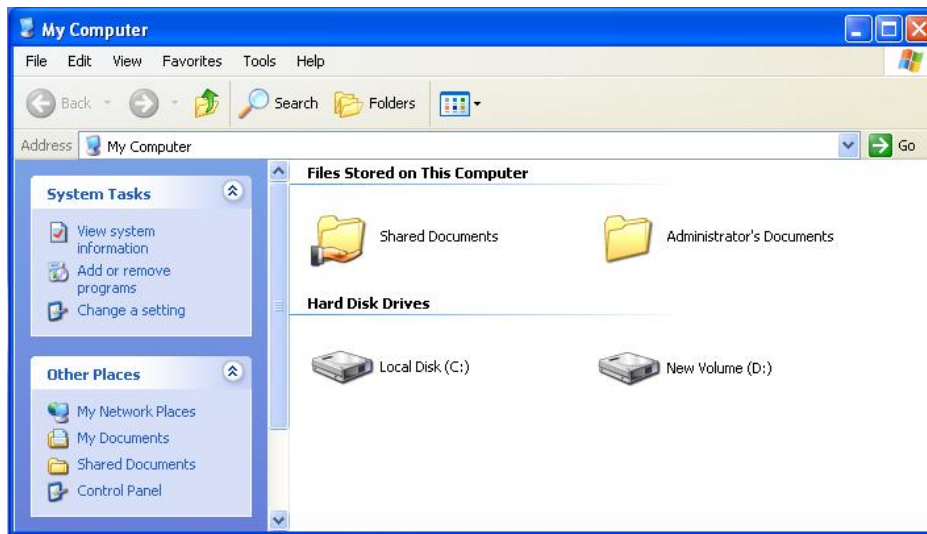 My Computer
File Edit View Favorites Tools Help
Back Search Folders
Address My Computer Go
System Tasks
View system
information
Add or remove
programs
Change a setting
Other Places
My Network Places
My Documents
Shared Documents
Control Panel
Files Stored on This Computer
Shared Documents Administrator's Documents
Hard Disk Drives
Local Disk (C:) New Volume (D:)